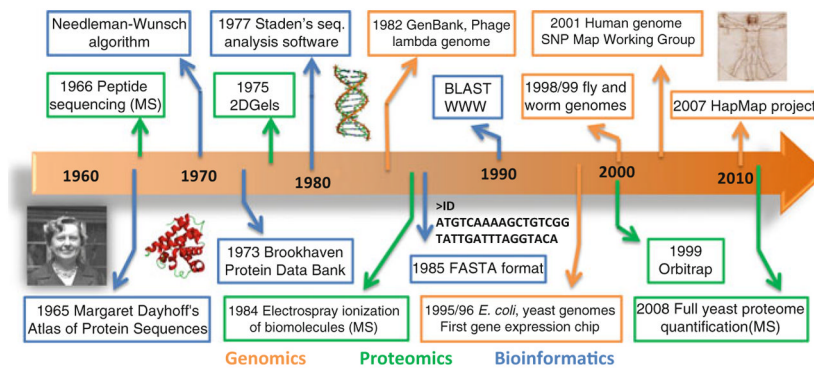 Needleman-Wunsch
algorithm
1977 Staden's seq.
analysis software
1982 GenBank, Phage
lambda genome
2001 Human genome
SNP Map Working Group
1966 Peptide
sequencing (MS)
1975
2DGels
BLAST
WWW
1998/99 fly and
worm genomes
2007 HapMap project
1960
1970
1980
1990
2000
2010
>ID
ATGTCAAAAGCTGTCGG
TATTGATTTAGGTACA
1973 Brookhaven
Protein Data Bank
1985 FASTA format
1999
Orbitrap
1965 Margaret Dayhoff's
Atlas of Protein Sequences
1984 Electrospray ionization
of biomolecules (MS)
1995/96 E. coli, yeast genomes
First gene expression chip
2008 Full yeast proteome
quantification(MS)
Genomics
Proteomics
Bioinformatics